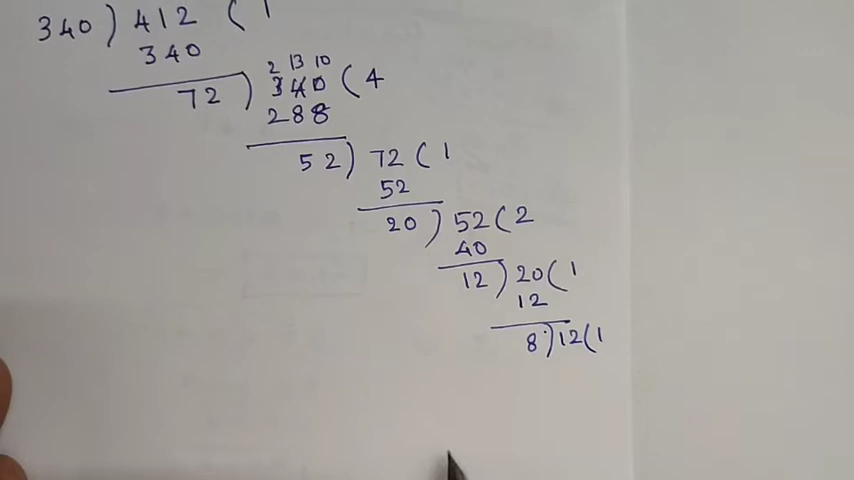 340 ) 412 ( 1
340
2 13 10
72 ) 340 ( 4
288
52 ) 72 ( 1
52
20 ) 52 ( 2
40
12 ) 20 ( 1
12
8 ) 12 ( 1